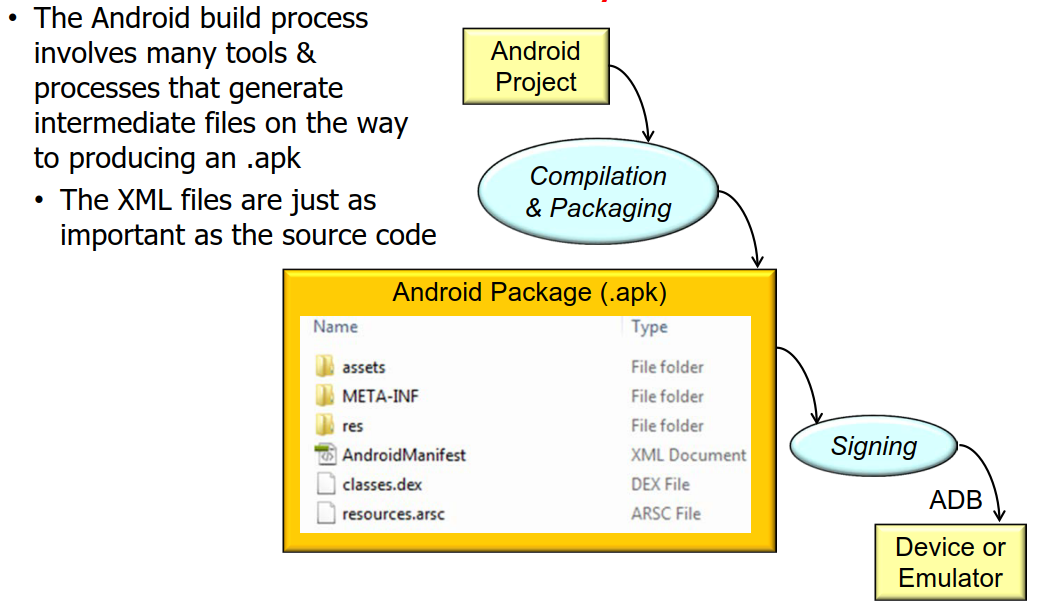 • The Android build process
involves many tools &
processes that generate
intermediate files on the way
to producing an .apk
• The XML files are just as
important as the source code
Android
Project
Compilation
& Packaging
Android Package (.apk)
Name Type
assets File folder
META-INF File folder
res File folder
AndroidManifest XML Document
classes.dex DEX File
resources.arsc ARSC File
Signing
ADB
Device or
Emulator